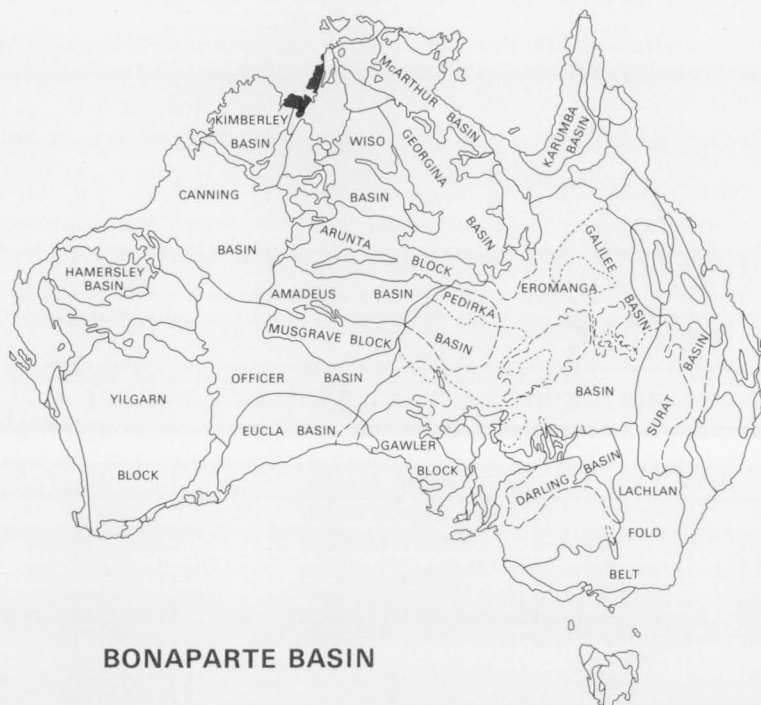 McARTHUR BASIN
KARUMBA
BASIN
KIMBERLEY
BASIN
WISO
BASIN
GEORGINA
BASIN
CANNING
BASIN
GALILEE
BASIN
ARUNTA
BLOCK
HAMERSLEY
BASIN
EROMANGA
BASIN
AMADEUS BASIN
PEDIRKA
BASIN
MUSGRAVE BLOCK
SURAT
BASIN
OFFICER BASIN
YILGARN
BLOCK
EUCLA BASIN
GAWLER
BLOCK
DARLING BASIN
LACHLAN
FOLD
BELT
BONAPARTE BASIN